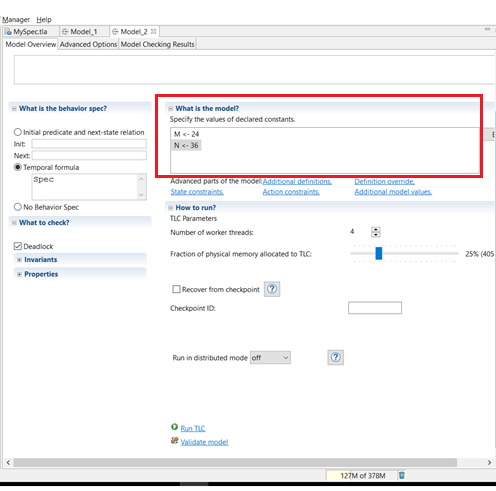 Manager Help
MySpec.tla Model_1 Model_2
Model Overview Advanced Options Model Checking Results
What is the behavior spec?
Initial predicate and next-state relation
Init:
Next:
Temporal formula
Spec
No Behavior Spec
What to check?
Deadlock
Invariants
Properties
What is the model?
Specify the values of declared constants.
M <- 24
N <- 36
Advanced parts of the model: Additional definitions. Definition override.
State constraints. Action constraints. Additional model values.
How to run?
TLC Parameters
Number of worker threads: 4
Fraction of physical memory allocated to TLC: 25% (405
Recover from checkpoint
Checkpoint ID:
Run in distributed mode off
Run TLC
Validate model
127M of 378M